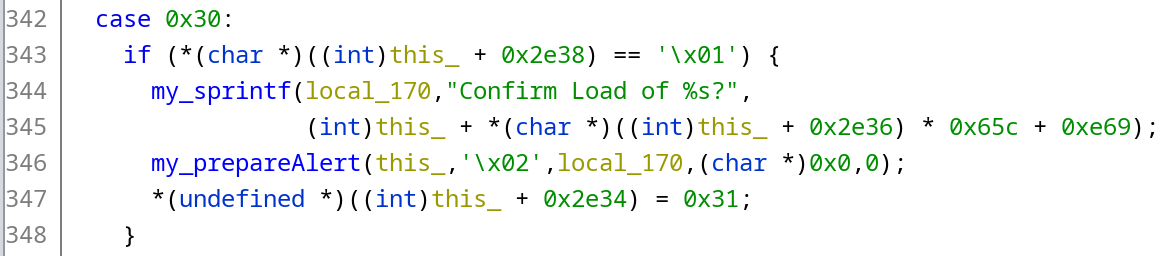 342 case 0x30:
343 if (*(char *)((int)this_ + 0x2e38) == '\x01') {
344 my_sprintf(local_170,"Confirm Load of %s?",
345 (int)this_ + *(char *)((int)this_ + 0x2e36) * 0x65c + 0xe69);
346 my_prepareAlert(this_,'\x02',local_170,(char *)0x0,0);
347 *(undefined *)((int)this_ + 0x2e34) = 0x31;
348 }